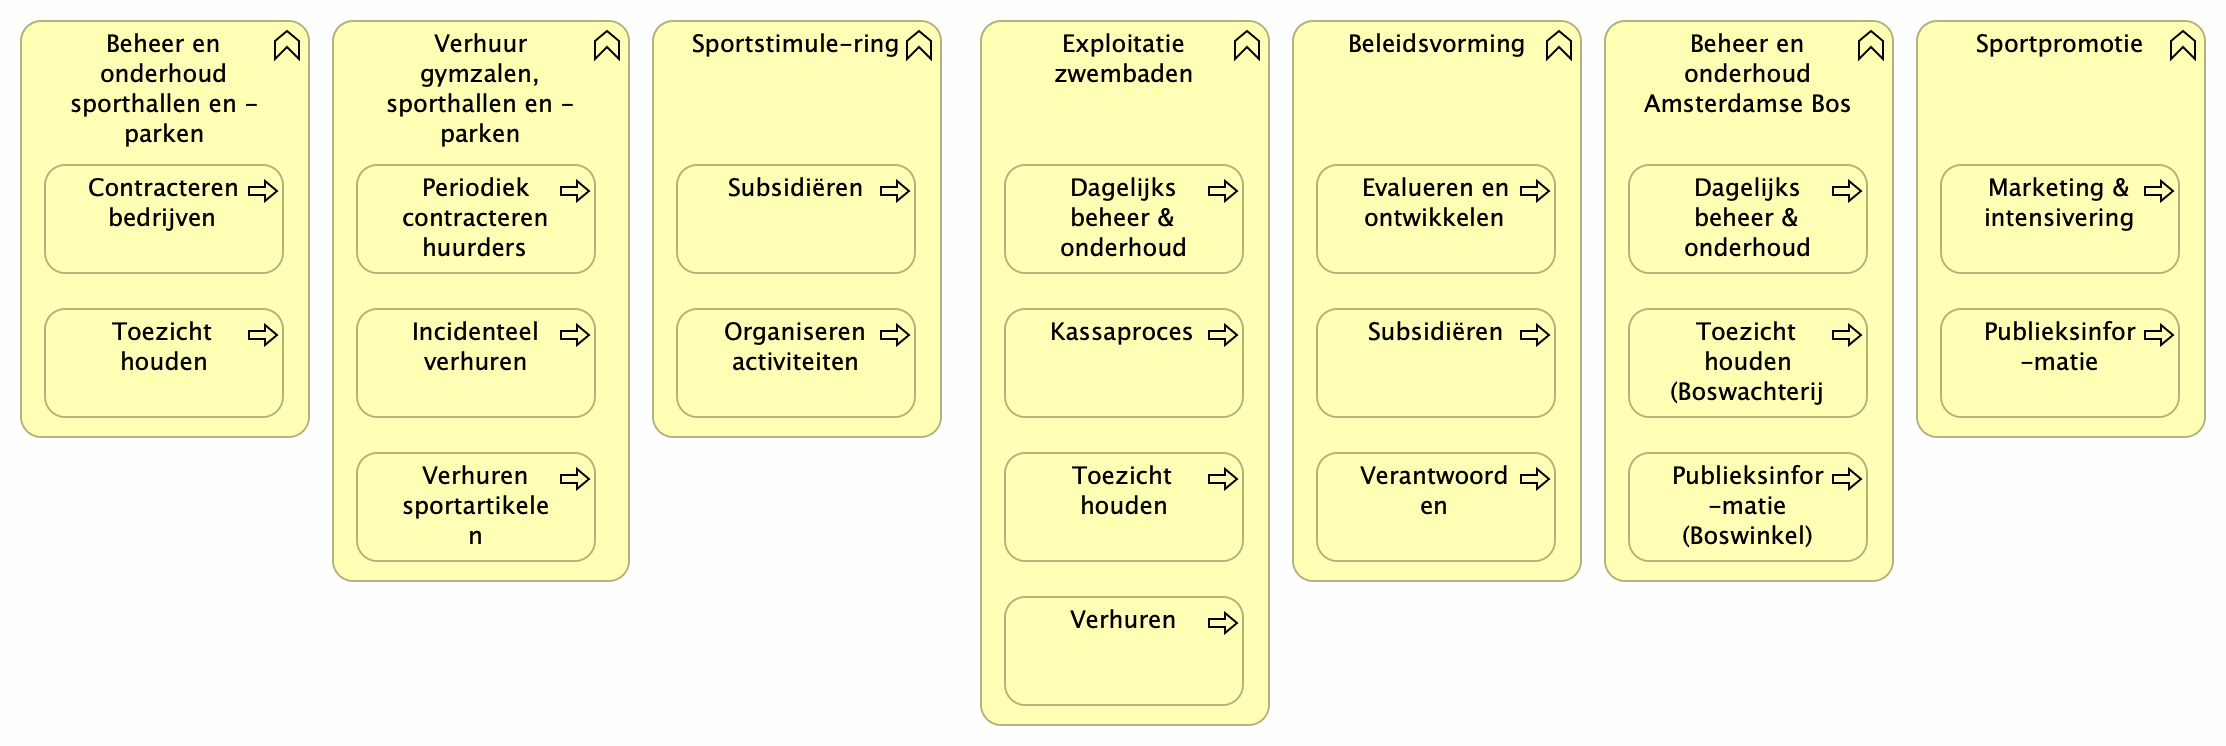 Beheer en
onderhoud
sporthallen en -
parken
Contracteren
bedrijven
Toezicht
houden
Verhuur
gymzalen,
sporthallen en -
parken
Periodiek
contracteren
huurders
Incidenteel
verhuren
Verhuren
sportartikele
n
Sportstimule-ring
Subsidiëren
Organiseren
activiteiten
Exploitatie
zwembaden
Dagelijks
beheer &
onderhoud
Kassaproces
Toezicht
houden
Verhuren
Beleidsvorming
Evalueren en
ontwikkelen
Subsidiëren
Verantwoord
en
Beheer en
onderhoud
Amsterdamse Bos
Dagelijks
beheer &
onderhoud
Toezicht
houden
(Boswachterij
Publieksinfor
-matie
(Boswinkel)
Sportpromotie
Marketing &
intensivering
Publieksinfor
-matie